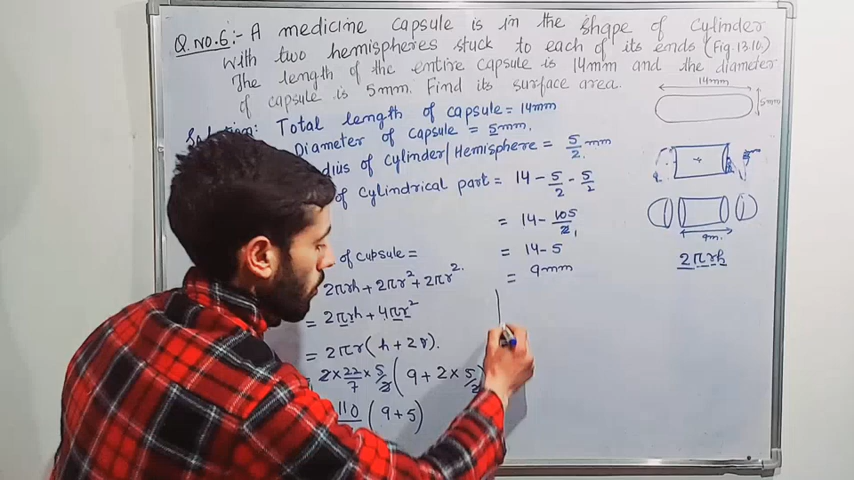 Q.NO.6:- A medicine capsule is in the shape of cylinder
with two hemispheres stuck to each of its ends (Fig. 13.10.)
The length of the entire capsule is 14mm and the diameter
of capsule is 5mm. Find its surface area.
14mm
5mm
Solution: Total length of capsule = 14mm
Diameter of capsule = 5mm.
dius of cylinder/Hemisphere = 5/2 mm
of cylindrical part = 14 - 5/2 - 5/2
= 14 - 105/2
= 14 - 5
= 9mm
9m.
2πrh
of capsule =
2πrh + 2πr² + 2πr².
= 2πrh + 4πr²
= 2πr(h + 2r).
= 2 × 22/7 × 5/2 (9 + 2 × 5/2)
110 (9 + 5)